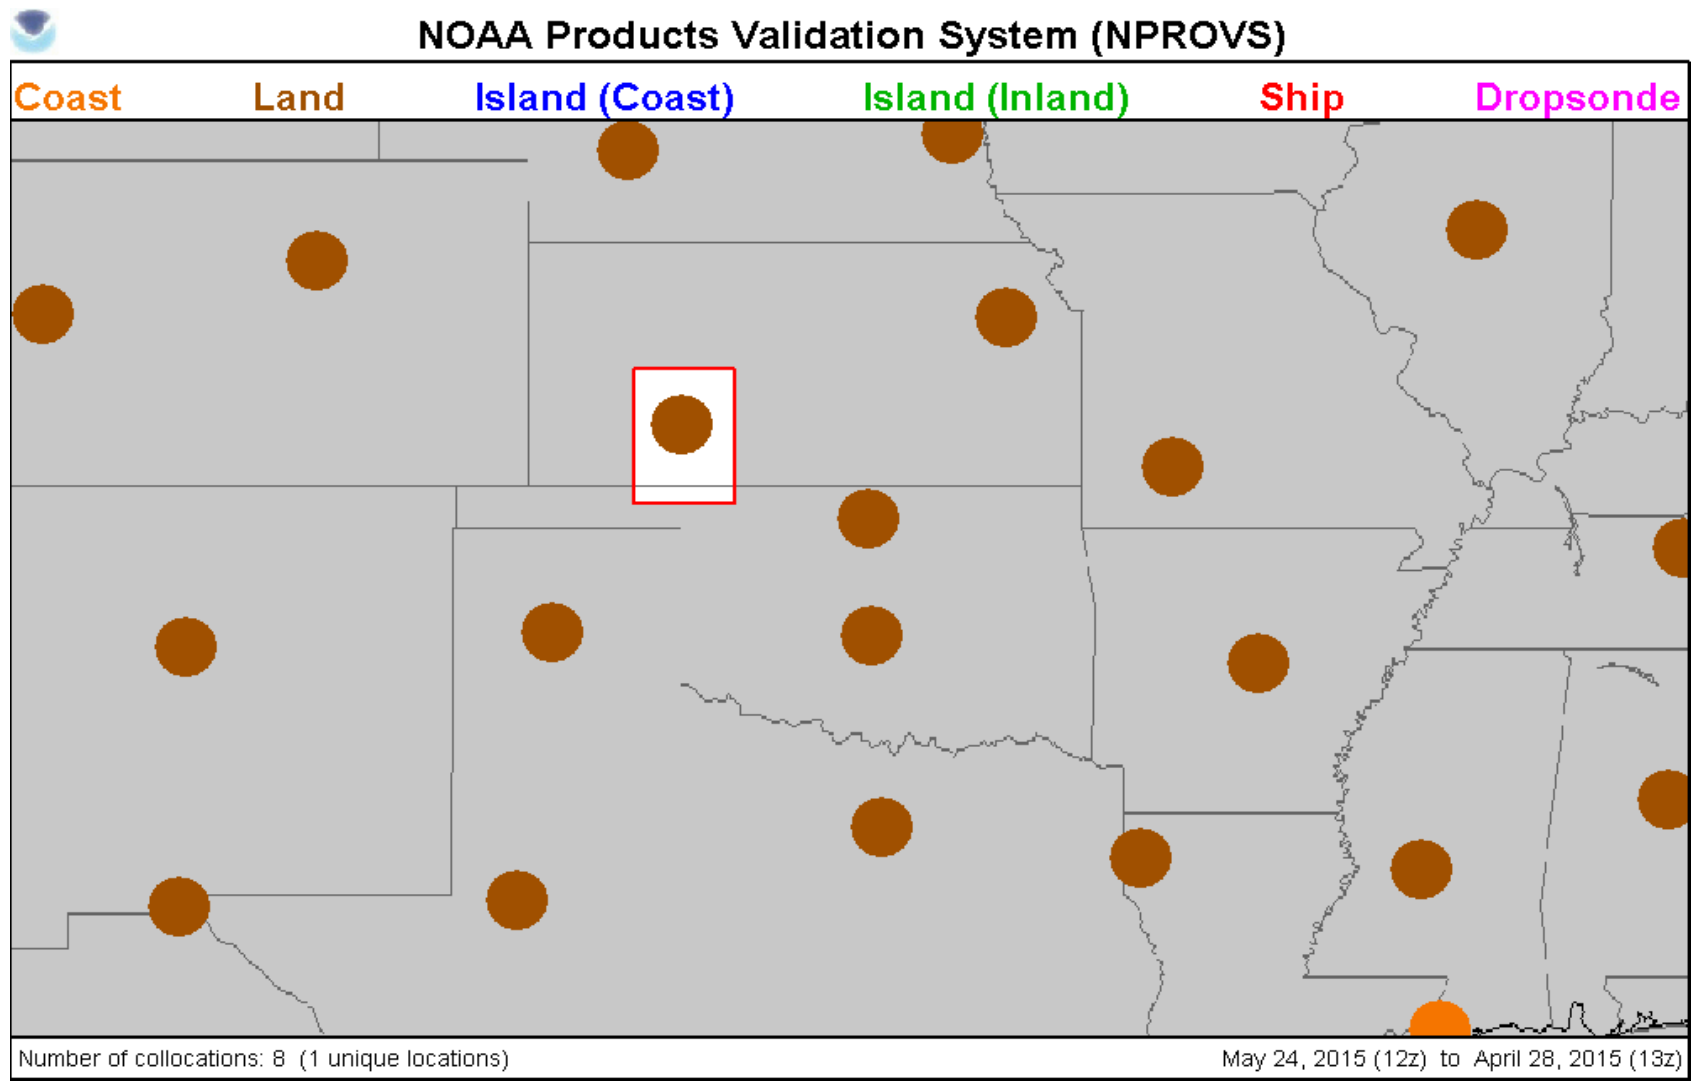 NOAA Products Validation System (NPROVS)
Coast Land Island (Coast) Island (Inland) Ship Dropsonde
Number of collocations: 8 (1 unique locations) May 24, 2015 (12z) to April 28, 2015 (13z)